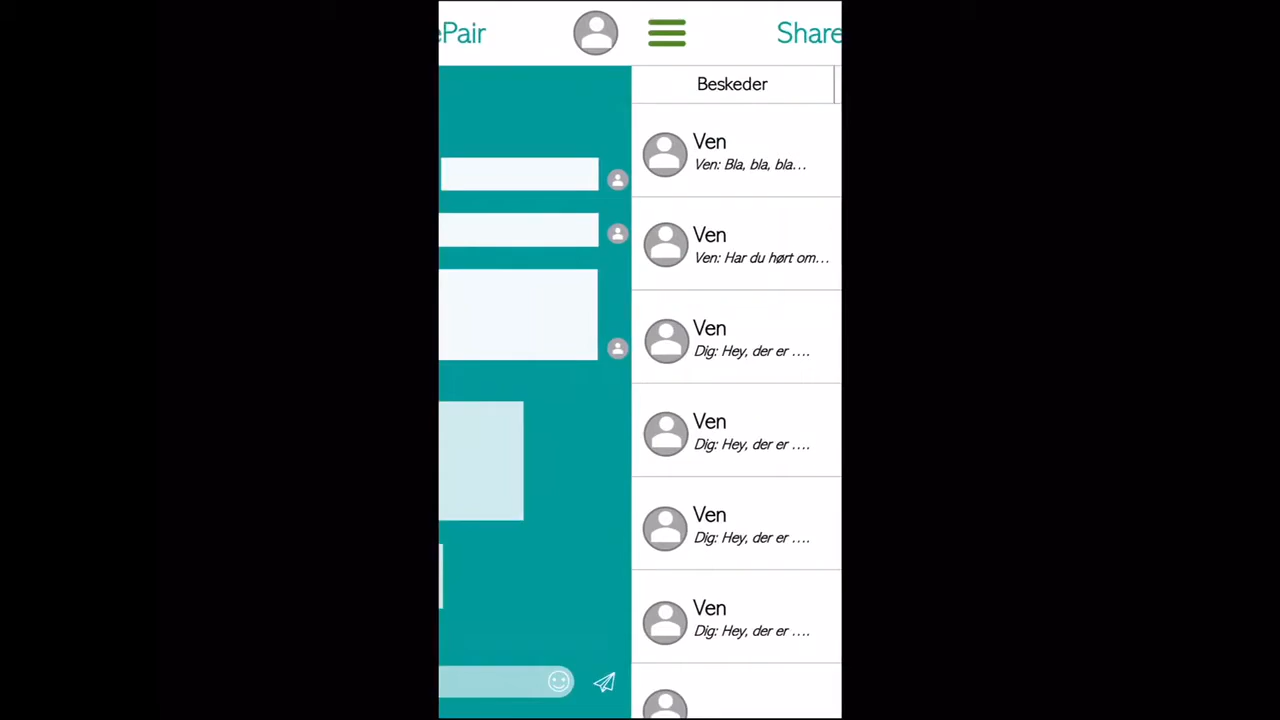 ePair
Share
Beskeder
Ven
Ven: Bla, bla, bla...
Ven
Ven: Har du hørt om...
Ven
Dig: Hey, der er ....
Ven
Dig: Hey, der er ....
Ven
Dig: Hey, der er ....
Ven
Dig: Hey, der er ....